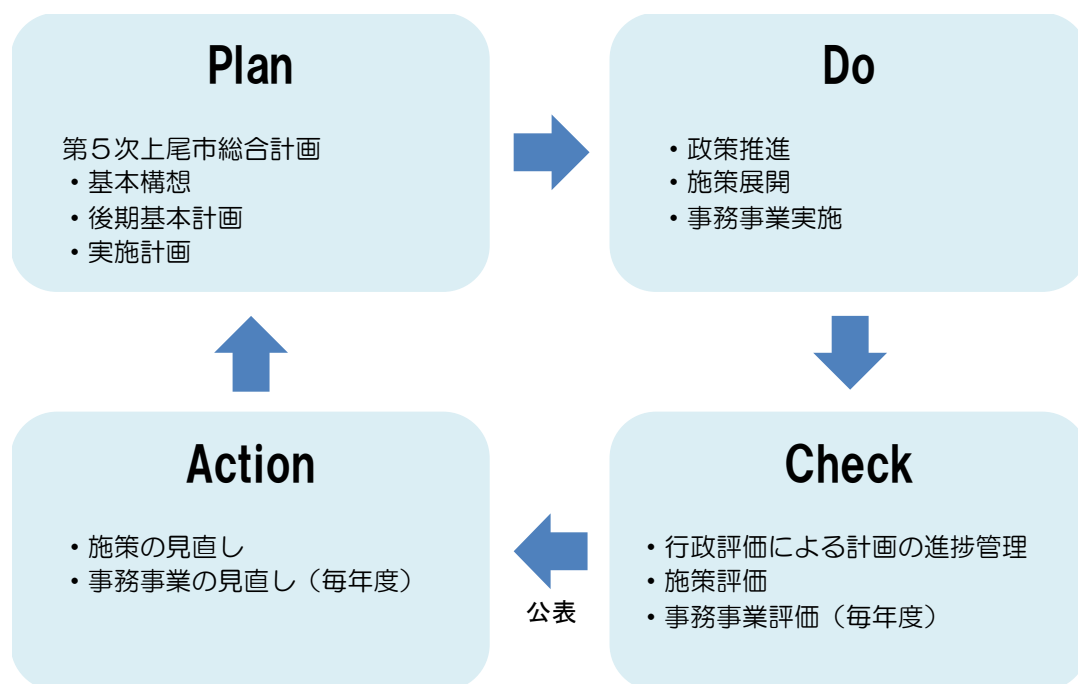 Plan
第５次上尾市総合計画
・基本構想
・後期基本計画
・実施計画
Do
・政策推進
・施策展開
・事務事業実施
Action
・施策の見直し
・事務事業の見直し（毎年度）
公表
Check
・行政評価による計画の進捗管理
・施策評価
・事務事業評価（毎年度）